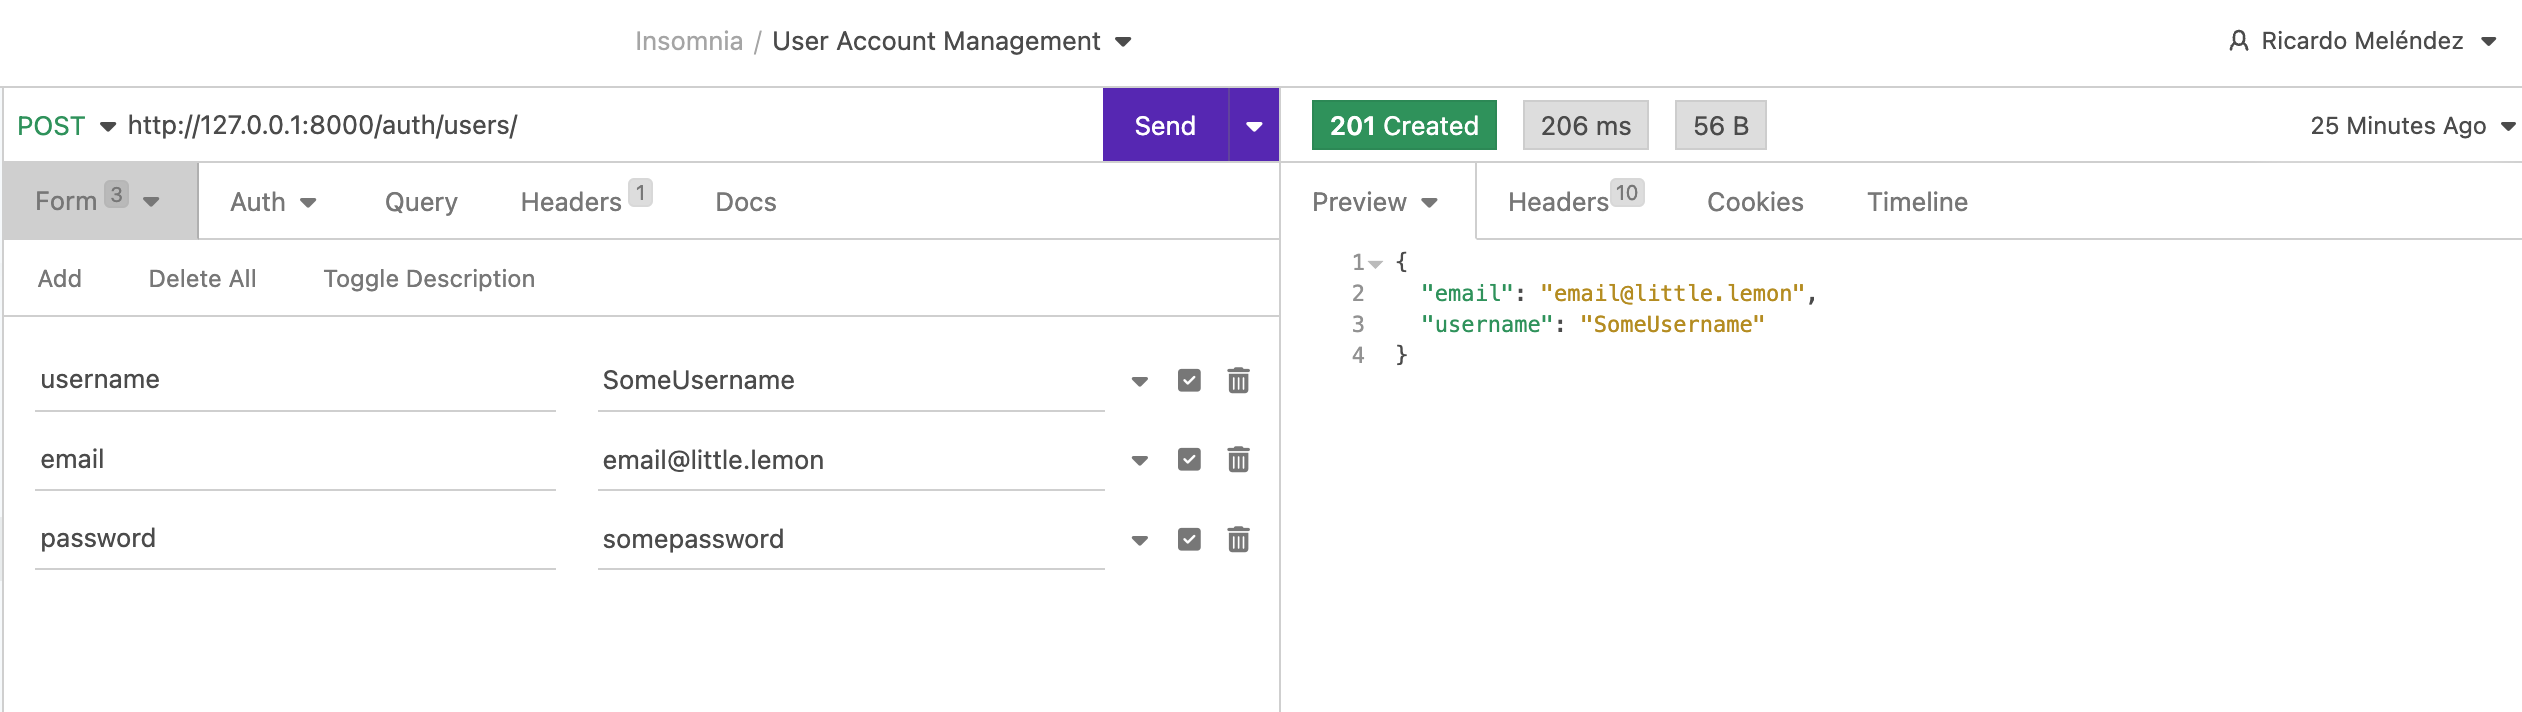 Insomnia / User Account Management
Ricardo Meléndez
POST http://127.0.0.1:8000/auth/users/
Send
201 Created
206 ms
56 B
25 Minutes Ago
Form 3
Auth
Query
Headers 1
Docs
Preview
Headers 10
Cookies
Timeline
Add
Delete All
Toggle Description
username SomeUsername
email email@little.lemon
password somepassword
1 {
2 "email": "email@little.lemon",
3 "username": "SomeUsername"
4 }